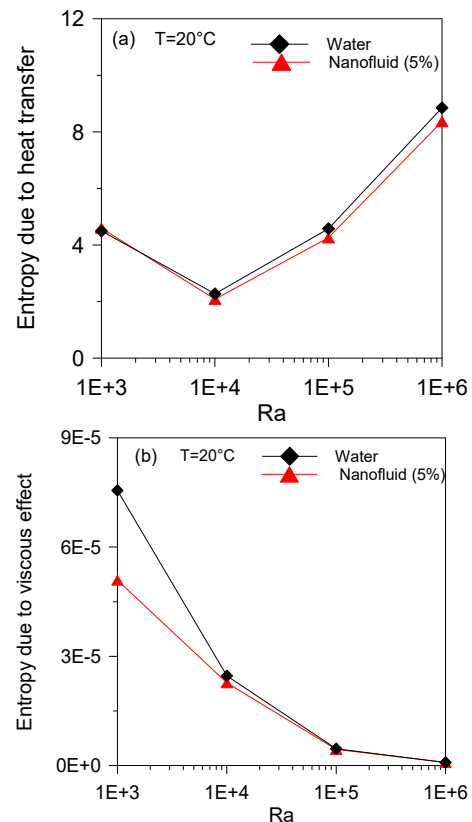 12
(a) T=20°C
Water
Nanofluid (5%)
Entropy due to heat transfer
8
4
0
1E+3 1E+4 1E+5 1E+6
Ra
9E-5
(b) T=20°C
Water
Nanofluid (5%)
Entropy due to viscous effect
6E-5
3E-5
0E+0
1E+3 1E+4 1E+5 1E+6
Ra